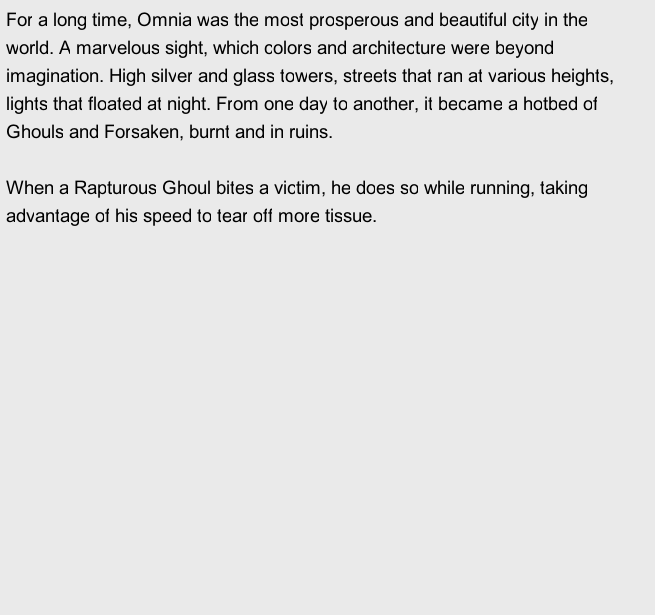 For a long time, Omnia was the most prosperous and beautiful city in the
world. A marvelous sight, which colors and architecture were beyond
imagination. High silver and glass towers, streets that ran at various heights,
lights that floated at night. From one day to another, it became a hotbed of
Ghouls and Forsaken, burnt and in ruins.
When a Rapturous Ghoul bites a victim, he does so while running, taking
advantage of his speed to tear off more tissue.